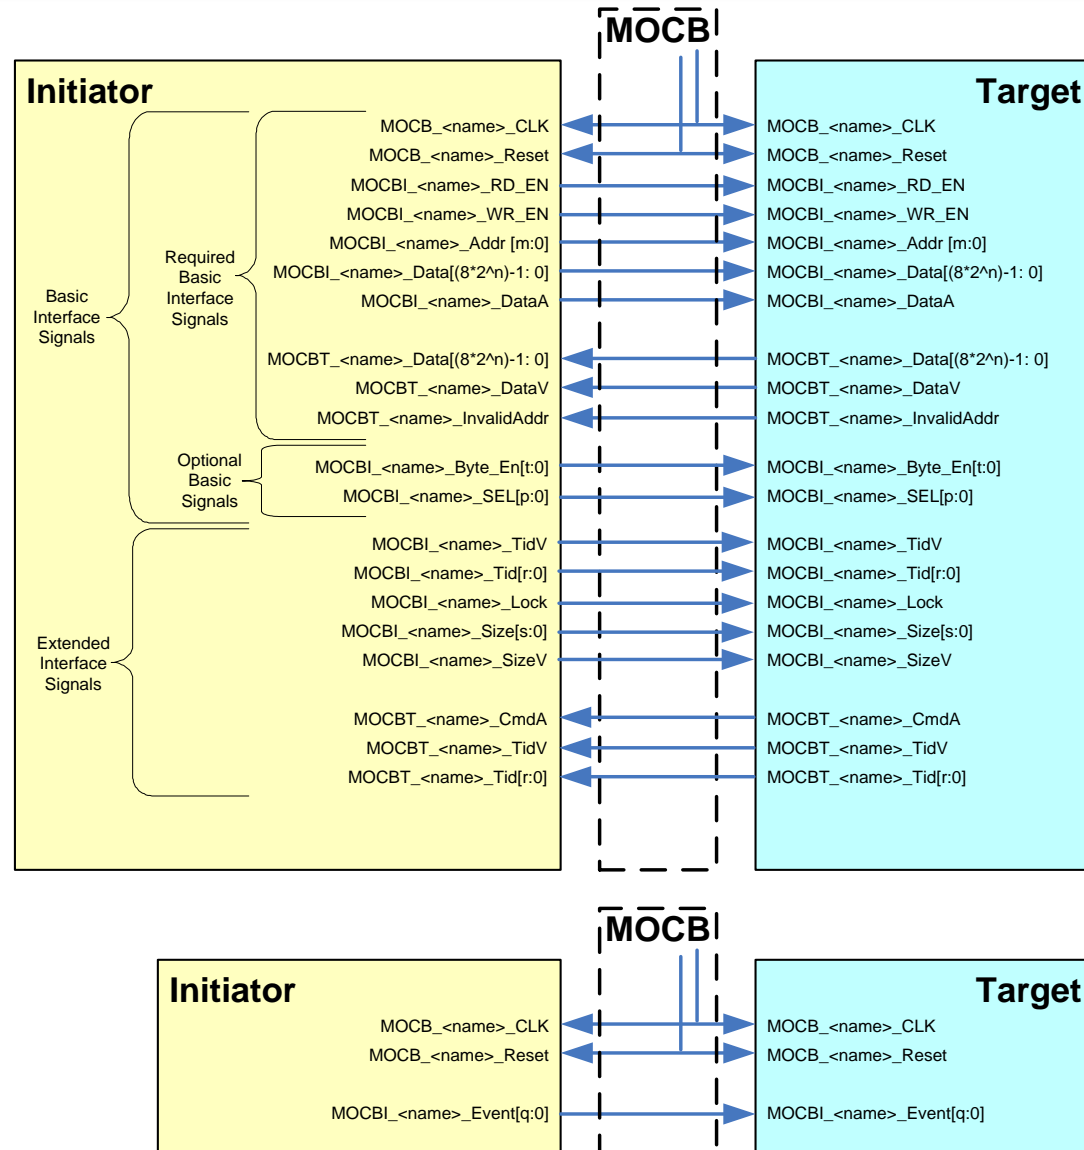 MOCB
Initiator
Target
MOCB_<name>_CLK
MOCB_<name>_CLK
MOCB_<name>_Reset
MOCB_<name>_Reset
MOCBI_<name>_RD_EN
MOCBI_<name>_RD_EN
MOCBI_<name>_WR_EN
MOCBI_<name>_WR_EN
MOCBI_<name>_Addr [m:0]
MOCBI_<name>_Addr [m:0]
MOCBI_<name>_Data[(8*2^n)-1: 0]
MOCBI_<name>_Data[(8*2^n)-1: 0]
MOCBI_<name>_DataA
MOCBI_<name>_DataA
Required
Basic
Interface
Signals
Basic
Interface
Signals
MOCBT_<name>_Data[(8*2^n)-1: 0]
MOCBT_<name>_Data[(8*2^n)-1: 0]
MOCBT_<name>_DataV
MOCBT_<name>_DataV
MOCBT_<name>_InvalidAddr
MOCBT_<name>_InvalidAddr
Optional
Basic
Signals
MOCBI_<name>_Byte_En[t:0]
MOCBI_<name>_Byte_En[t:0]
MOCBI_<name>_SEL[p:0]
MOCBI_<name>_SEL[p:0]
MOCBI_<name>_TidV
MOCBI_<name>_TidV
MOCBI_<name>_Tid[r:0]
MOCBI_<name>_Tid[r:0]
MOCBI_<name>_Lock
MOCBI_<name>_Lock
MOCBI_<name>_Size[s:0]
MOCBI_<name>_Size[s:0]
MOCBI_<name>_SizeV
MOCBI_<name>_SizeV
Extended
Interface
Signals
MOCBT_<name>_CmdA
MOCBT_<name>_CmdA
MOCBT_<name>_TidV
MOCBT_<name>_TidV
MOCBT_<name>_Tid[r:0]
MOCBT_<name>_Tid[r:0]
MOCB
Initiator
Target
MOCB_<name>_CLK
MOCB_<name>_CLK
MOCB_<name>_Reset
MOCB_<name>_Reset
MOCBI_<name>_Event[q:0]
MOCBI_<name>_Event[q:0]